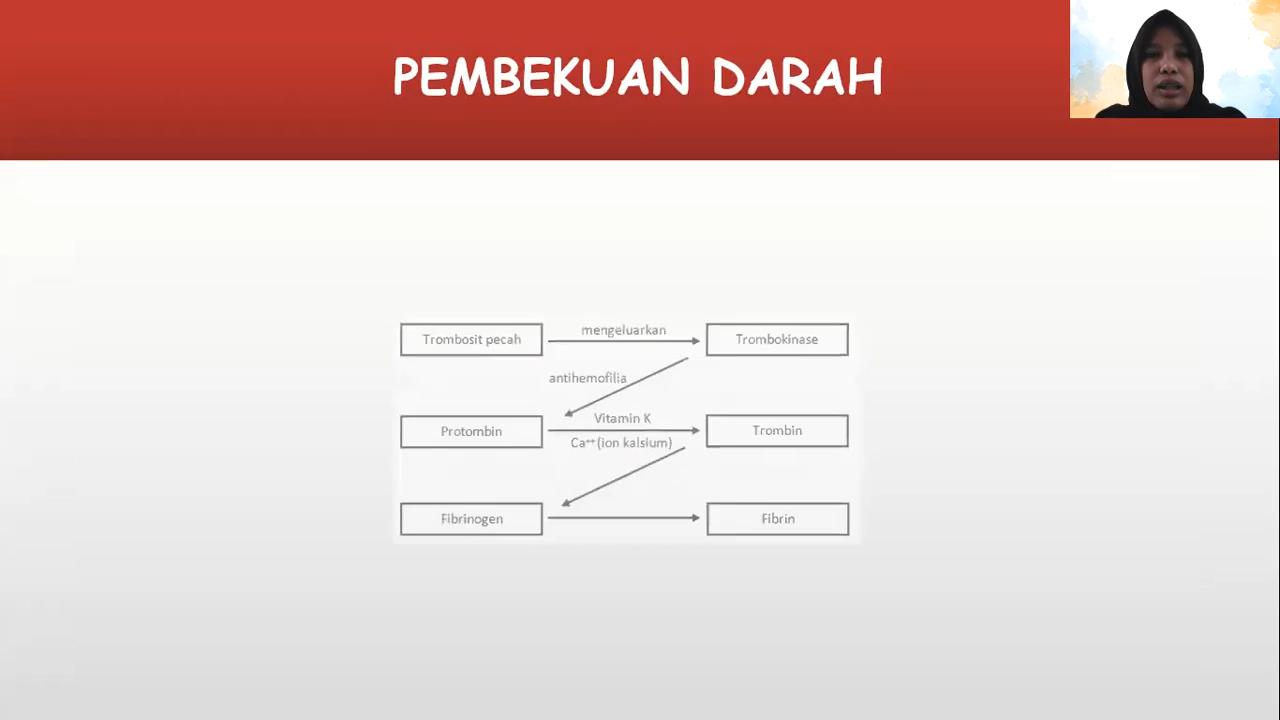 PEMBEKUAN DARAH
Trombosit pecah
mengeluarkan
Trombokinase
antihemofilia
Protombin
Vitamin K
Ca⁺⁺(ion kalsium)
Trombin
Fibrinogen
Fibrin